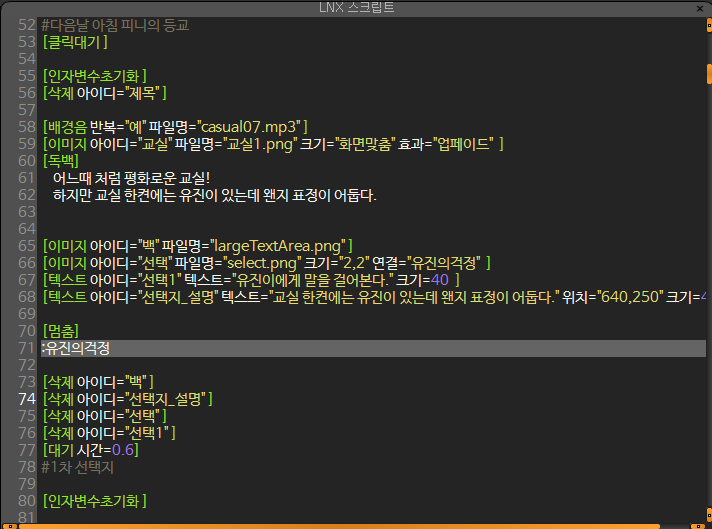 LNX 스크립트
52 #다음날 아침 피니의 등교
53 [클릭대기 ]
54
55 [인자변수초기화 ]
56 [삭제 아이디="제목" ]
57
58 [배경음 반복="예" 파일명="casual07.mp3" ]
59 [이미지 아이디="교실" 파일명="교실1.png" 크기="화면맞춤" 효과="업페이드" ]
60 [독백]
61 어느때 처럼 평화로운 교실!
62 하지만 교실 한켠에는 유진이 있는데 왠지 표정이 어둡다.
63
64
65 [이미지 아이디="백" 파일명="largeTextArea.png" ]
66 [이미지 아이디="선택" 파일명="select.png" 크기="2,2" 연결="유진의걱정" ]
67 [텍스트 아이디="선택1" 텍스트="유진이에게 말을 걸어본다." 크기=40 ]
68 [텍스트 아이디="선택지_설명" 텍스트="교실 한켠에는 유진이 있는데 왠지 표정이 어둡다." 위치="640,250" 크기=
69
70 [멈춤]
71 :유진의걱정
72
73 [삭제 아이디="백" ]
74 [삭제 아이디="선택지_설명" ]
75 [삭제 아이디="선택" ]
76 [삭제 아이디="선택1" ]
77 [대기 시간=0.6]
78 #1차 선택지
79
80 [인자변수초기화 ]
81